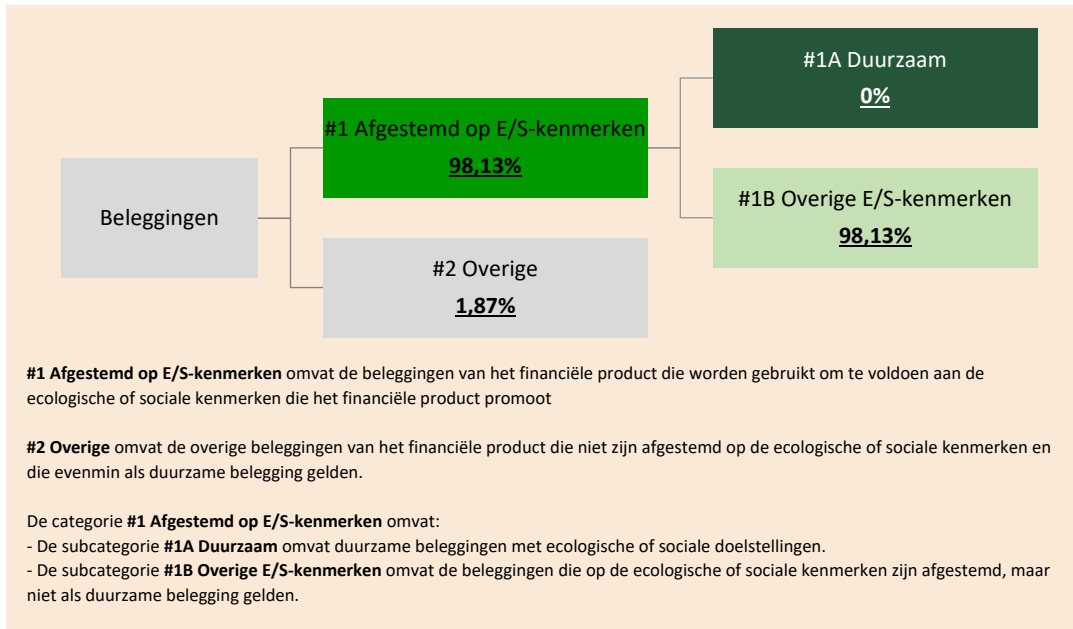 #1A Duurzaam
0%
#1 Afgestemd op E/S-kenmerken
98,13%
Beleggingen
#1B Overige E/S-kenmerken
98,13%
#2 Overige
1,87%
#1 Afgestemd op E/S-kenmerken omvat de beleggingen van het financiële product die worden gebruikt om te voldoen aan de
ecologische of sociale kenmerken die het financiële product promoot
#2 Overige omvat de overige beleggingen van het financiële product die niet zijn afgestemd op de ecologische of sociale kenmerken en
die evenmin als duurzame belegging gelden.
De categorie #1 Afgestemd op E/S-kenmerken omvat:
- De subcategorie #1A Duurzaam omvat duurzame beleggingen met ecologische of sociale doelstellingen.
- De subcategorie #1B Overige E/S-kenmerken omvat de beleggingen die op de ecologische of sociale kenmerken zijn afgestemd, maar
niet als duurzame belegging gelden.